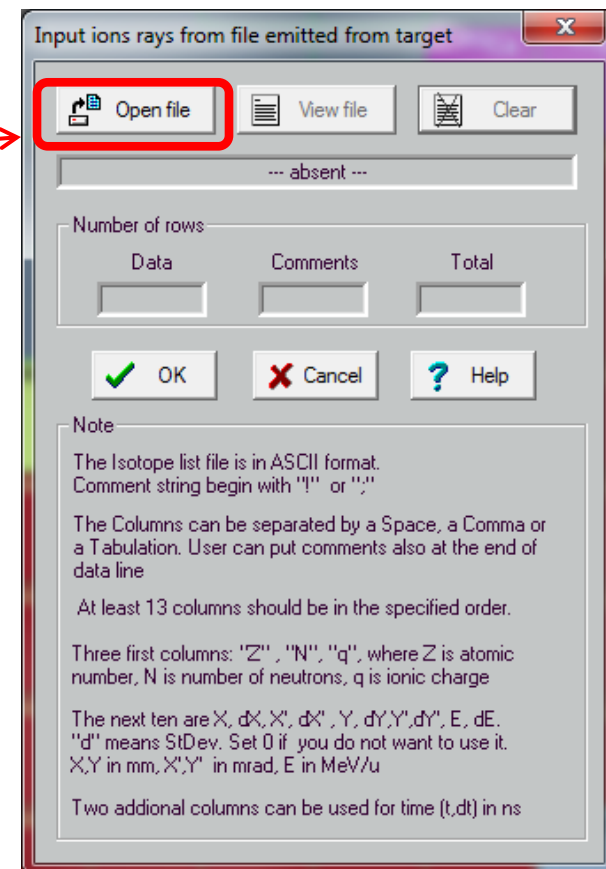 Input ions rays from file emitted from target
Open file View file Clear
--- absent ---
Number of rows
Data Comments Total
OK Cancel Help
Note
The Isotope list file is in ASCII format.
Comment string begin with "!" or ";"
The Columns can be separated by a Space, a Comma or
a Tabulation. User can put comments also at the end of
data line
At least 13 columns should be in the specified order.
Three first columns: "Z" , "N", "q", where Z is atomic
number, N is number of neutrons, q is ionic charge
The next ten are X, dX, X', dX' , Y, dY,Y',dY', E, dE.
"d" means StDev. Set 0 if you do not want to use it.
X,Y in mm, X',Y' in mrad, E in MeV/u
Two addional columns can be used for time (t,dt) in ns